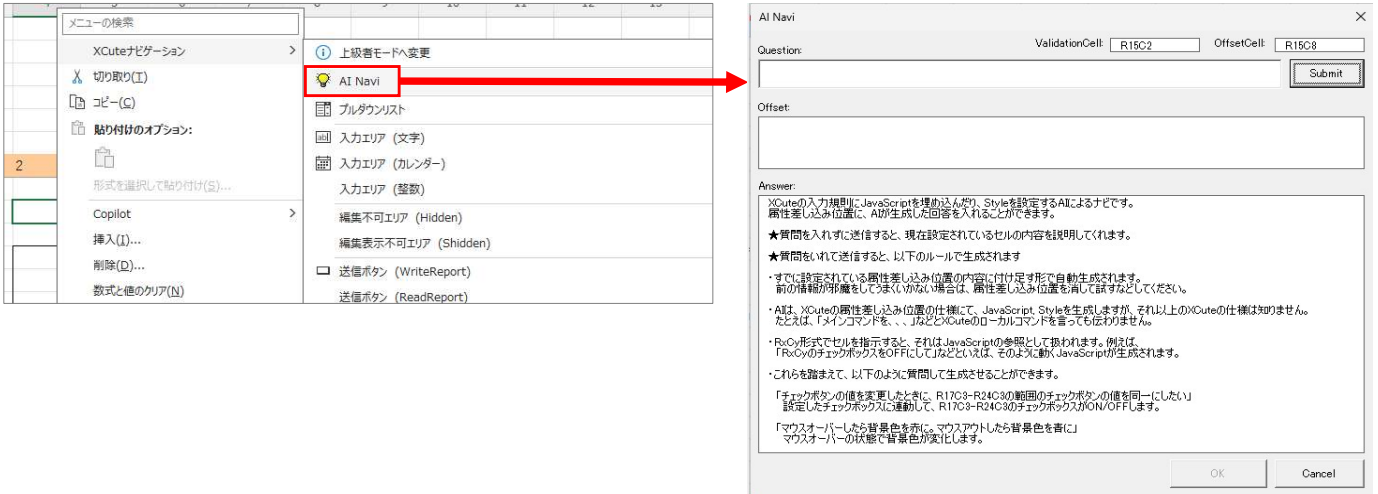 8 9 10 11 12 13
メニューの検索
XCuteナビゲーション
切り取り(T)
コピー(C)
貼り付けのオプション:
2
形式を選択して貼り付け(S)...
Copilot
挿入(I)...
削除(D)...
数式と値のクリア(N)
上級者モードへ変更
AI Navi
プルダウンリスト
入力エリア (文字)
入力エリア (カレンダー)
入力エリア (整数)
編集不可エリア (Hidden)
編集表示不可エリア (Shidden)
送信ボタン (WriteReport)
送信ボタン (ReadReport)
AI Navi
Question:
ValidationCell: R15C2 OffsetCell: R15C8
Submit
Offset:
Answer:
XCuteの入力規則にJavaScriptを埋め込んだり、Styleを設定するAIによるナビです。
属性差し込み位置に、AIが生成した回答を入れることができます。
★質問を入れずに送信すると、現在設定されているセルの内容を説明してくれます。
★質問をいれて送信すると、以下のルールで生成されます
・すでに設定されている属性差し込み位置の内容に付け足す形で自動生成されます。
前の情報が邪魔をしてうまくいかない場合は、属性差し込み位置を消して試すなどしてください。
・AIは、XCuteの属性差し込み位置の仕様にて、JavaScript, Styleを生成しますが、それ以上のXCuteの仕様は知りません。
たとえば、「メインコマンドを、、、」などとXCuteのローカルコマンドを言っても伝わりません。
・RxCy形式でセルを指示すると、それはJavaScriptの参照として扱われます。例えば、
「RxCyのチェックボックスをOFFにして」などといえば、そのように動くJavaScriptが生成されます。
・これらを踏まえて、以下のように質問して生成させることができます。
「チェックボタンの値を変更したときに、R17C3-R24C3の範囲のチェックボタンの値を同一にしたい」
設定したチェックボックスに連動して、R17C3-R24C3のチェックボックスがON/OFFします。
「マウスオーバーしたら背景色を赤に。マウスアウトしたら背景色を青に」
マウスオーバーの状態で背景色が変化します。
OK
Cancel